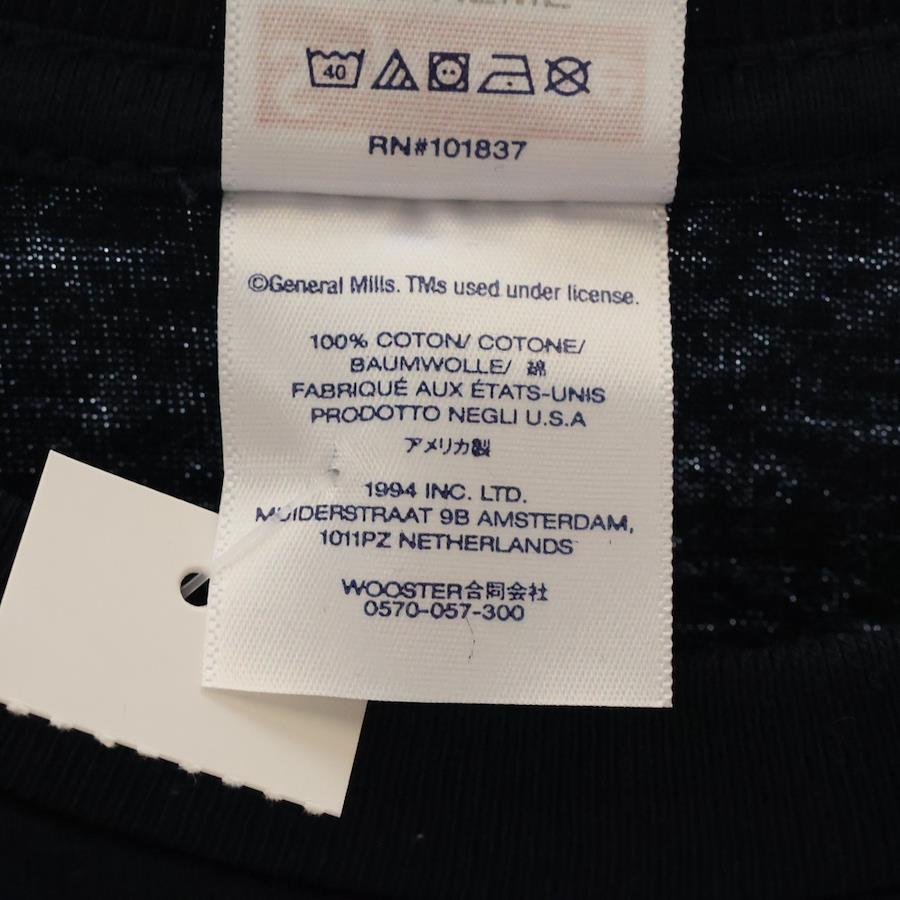 40
RN#101837
©General Mills. TMs used under license.
100% COTON/ COTONE/
BAUMWOLLE/ 綿
FABRIQUÉ AUX ÉTATS-UNIS
PRODOTTO NEGLI U.S.A
アメリカ製
1994 INC. LTD.
MUIDERSTRAAT 9B AMSTERDAM,
1011PZ NETHERLANDS
WOOSTER合同会社
0570-057-300